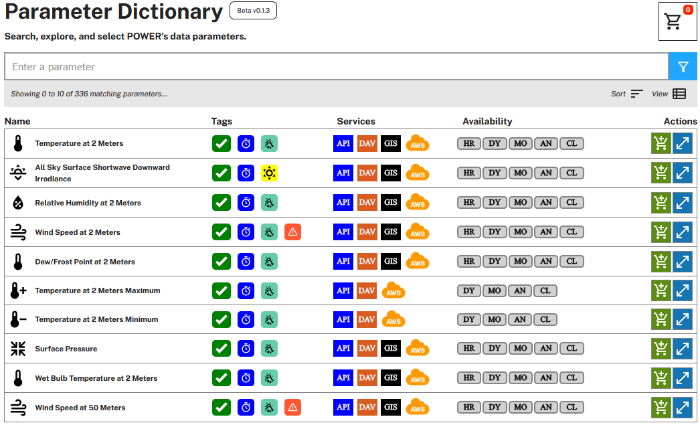 Parameter Dictionary Beta v0.1.3
0
Search, explore, and select POWER's data parameters.
Enter a parameter
Showing 0 to 10 of 336 matching parameters... Sort View
Name Tags Services Availability Actions
Temperature at 2 Meters API DAV GIS AWS HR DY MO AN CL
All Sky Surface Shortwave Downward
Irradiance API DAV GIS AWS HR DY MO AN CL
Relative Humidity at 2 Meters API DAV GIS AWS HR DY MO AN CL
Wind Speed at 2 Meters API DAV GIS AWS HR DY MO AN CL
Dew/Frost Point at 2 Meters API DAV GIS AWS HR DY MO AN CL
Temperature at 2 Meters Maximum API DAV AWS DY MO AN CL
Temperature at 2 Meters Minimum API DAV AWS DY MO AN CL
Surface Pressure API DAV GIS AWS HR DY MO AN CL
Wet Bulb Temperature at 2 Meters API DAV GIS AWS HR DY MO AN CL
Wind Speed at 50 Meters API DAV GIS AWS HR DY MO AN CL